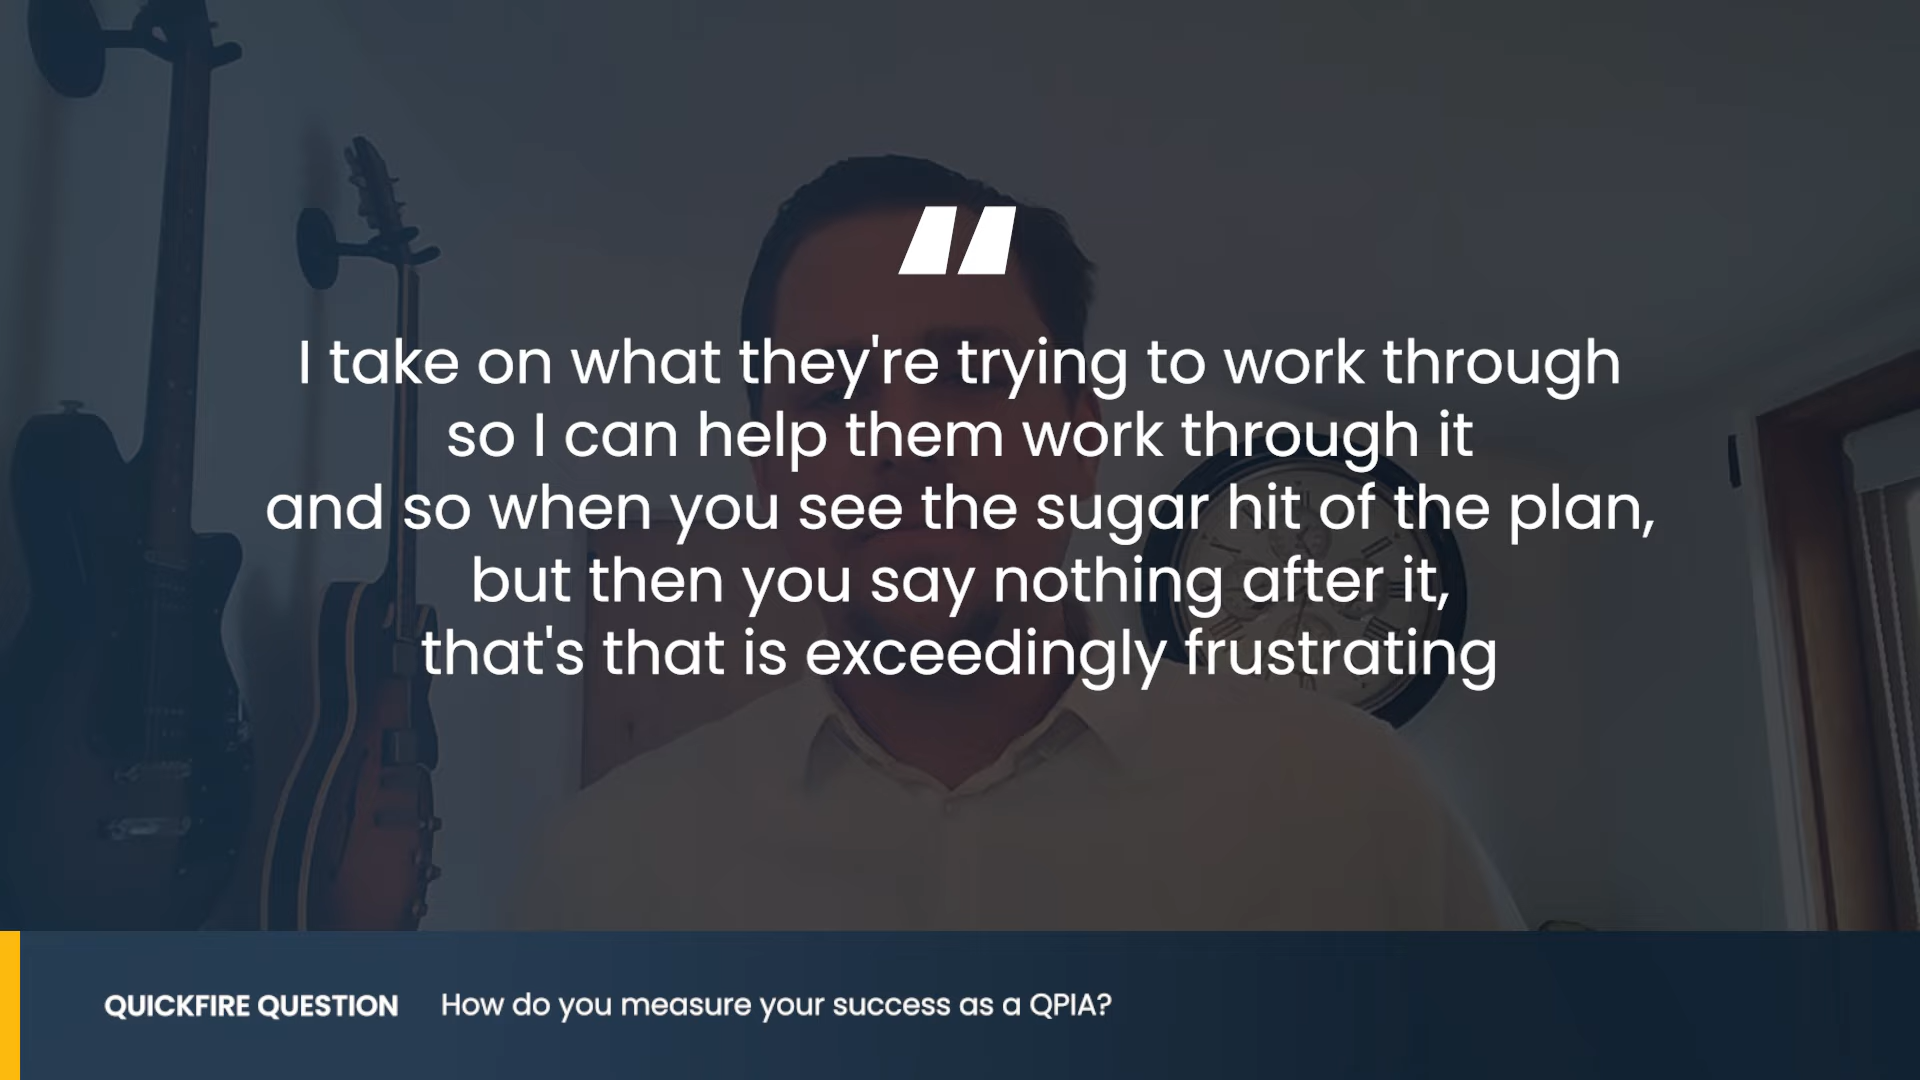 I take on what they're trying to work through
so I can help them work through it
and so when you see the sugar hit of the plan,
but then you say nothing after it,
that's that is exceedingly frustrating
QUICKFIRE QUESTION How do you measure your success as a QPIA?